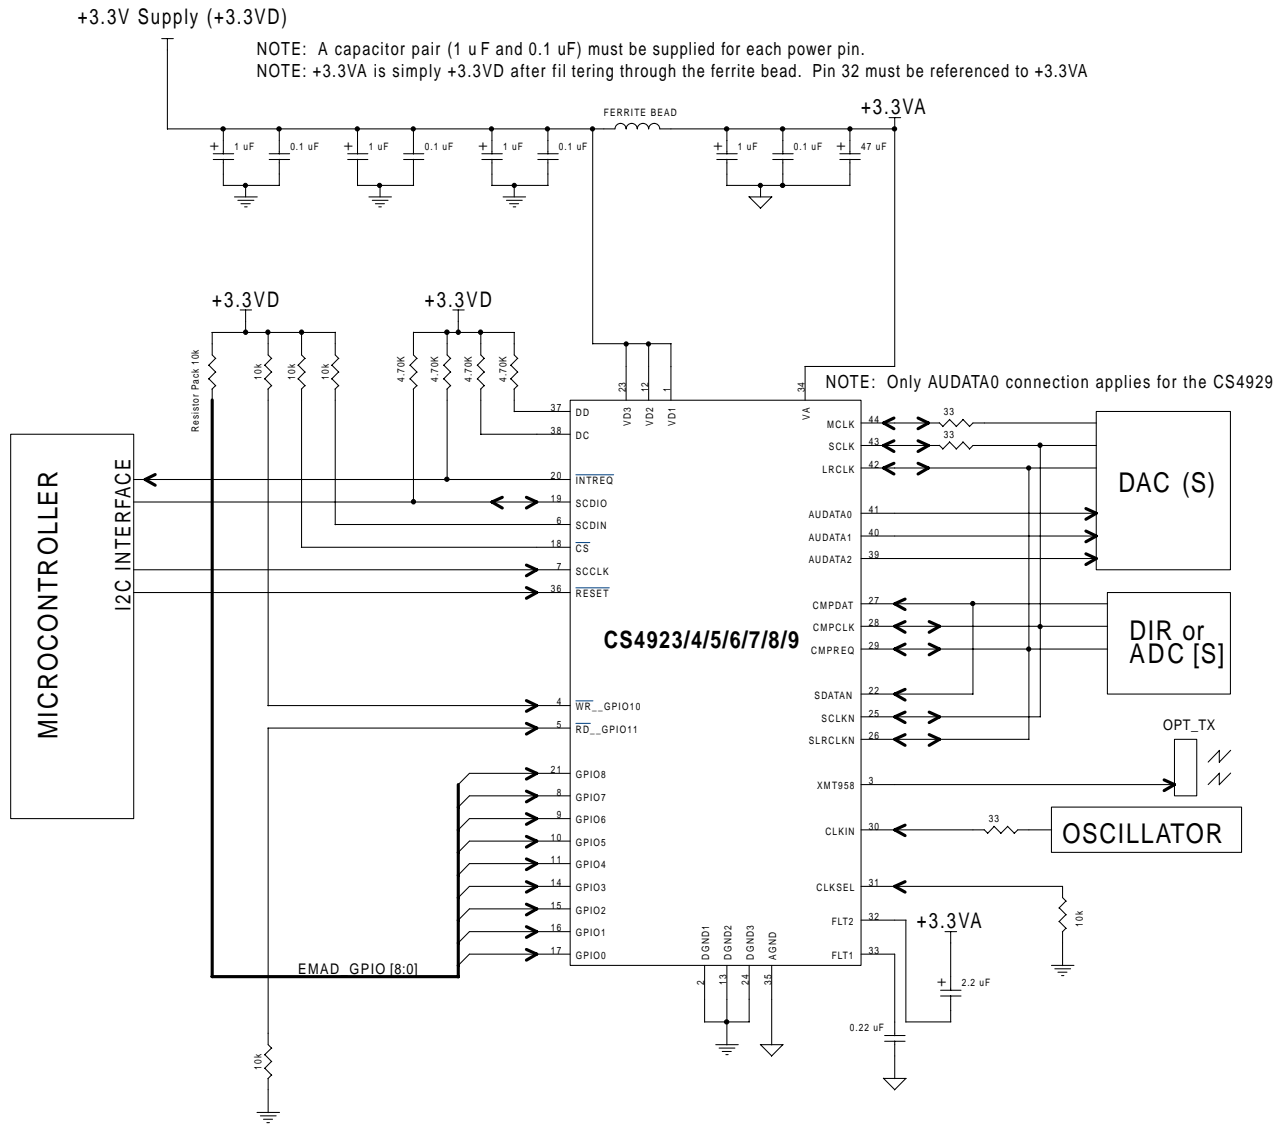 +3.3V Supply (+3.3VD)
NOTE: A capacitor pair (1 u F and 0.1 uF) must be supplied for each power pin.
NOTE: +3.3VA is simply +3.3VD after fil tering through the ferrite bead. Pin 32 must be referenced to +3.3VA
FERRITE BEAD
+3.3VA
+ 1 uF
0.1 uF
+ 1 uF
0.1 uF
+ 1 uF
0.1 uF
+ 1 uF
0.1 uF
+ 47 uF
+3.3VD
+3.3VD
Resistor Pack 10k
10k
10k
10k
4.70K
4.70K
4.70K
4.70K
23
12
1
34
VD3
VD2
VD1
VA
NOTE: Only AUDATA0 connection applies for the CS4929
MICROCONTROLLER
I2C INTERFACE
37 DD
38 DC
20 INTREQ
19 SCDIO
6 SCDIN
18 CS
7 SCCLK
36 RESET
4 WR__GPIO10
5 RD__GPIO11
21 GPIO8
8 GPIO7
9 GPIO6
10 GPIO5
11 GPIO4
14 GPIO3
15 GPIO2
16 GPIO1
17 GPIO0
EMAD_GPIO [8:0]
10k
CS4923/4/5/6/7/8/9
MCLK 44 33
SCLK 43 33
LRCLK 42
AUDATA0 41
AUDATA1 40
AUDATA2 39
DAC (S)
CMPDAT 27
CMPCLK 28
CMPREQ 29
DIR or
ADC [S]
SDATAN 22
SCLKN 25
SLRCLKN 26
OPT_TX
XMT958 3
CLKIN 30 33
OSCILLATOR
CLKSEL 31
10k
FLT2 32
+3.3VA
FLT1 33
+ 2.2 uF
0.22 uF
DGND1
DGND2
DGND3
AGND
2
13
24
35